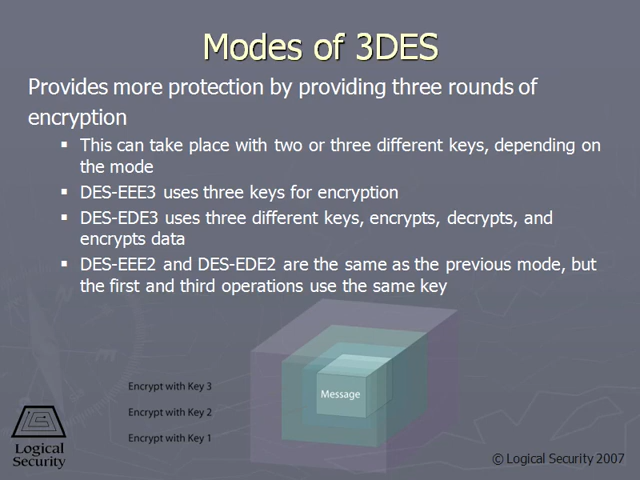 Modes of 3DES
Provides more protection by providing three rounds of
encryption
▪ This can take place with two or three different keys, depending on
the mode
▪ DES-EEE3 uses three keys for encryption
▪ DES-EDE3 uses three different keys, encrypts, decrypts, and
encrypts data
▪ DES-EEE2 and DES-EDE2 are the same as the previous mode, but
the first and third operations use the same key
Encrypt with Key 3
Message
Encrypt with Key 2
Encrypt with Key 1
Logical
Security
© Logical Security 2007